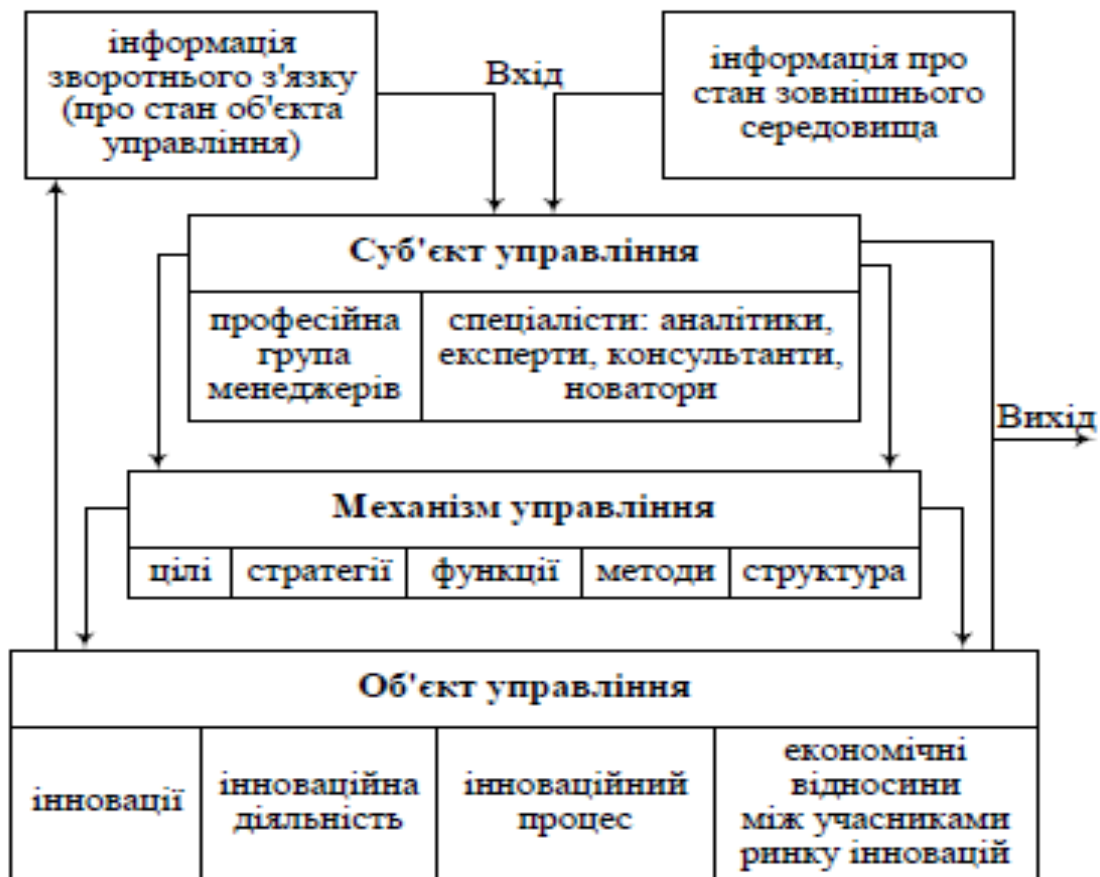 інформація
зворотнього з'язку
(про стан об'єкта
управління)
Вхід
інформація про
стан зовнішнього
середовища
Суб'єкт управління
професійна
група
менеджерів
спеціалісти: аналітики,
експерти, консультанти,
новатори
Вихід
Механізм управління
цілі
стратегії
функції
методи
структура
Об'єкт управління
інновації
інноваційна
діяльність
інноваційний
процес
економічні
відносини
між учасниками
ринку інновацій